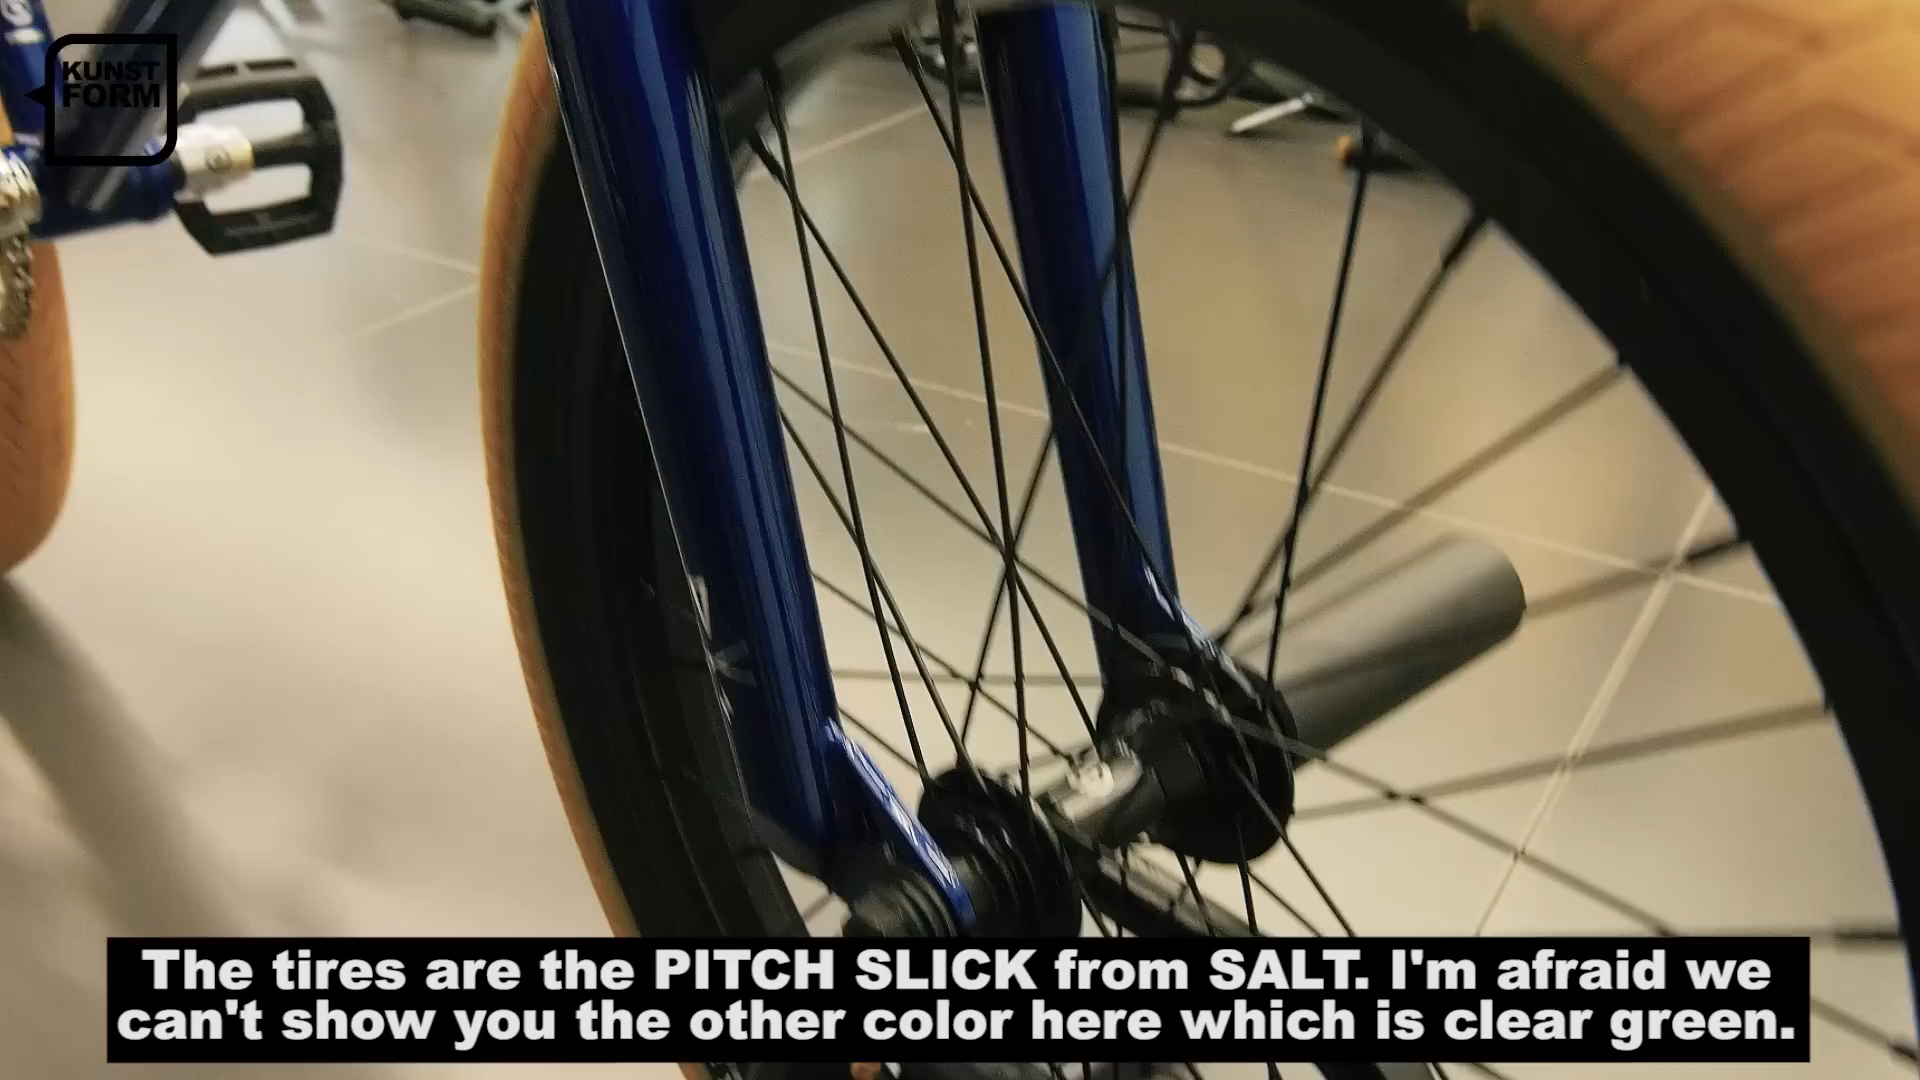 KUNST
FORM
The tires are the PITCH SLICK from SALT. I'm afraid we
can't show you the other color here which is clear green.